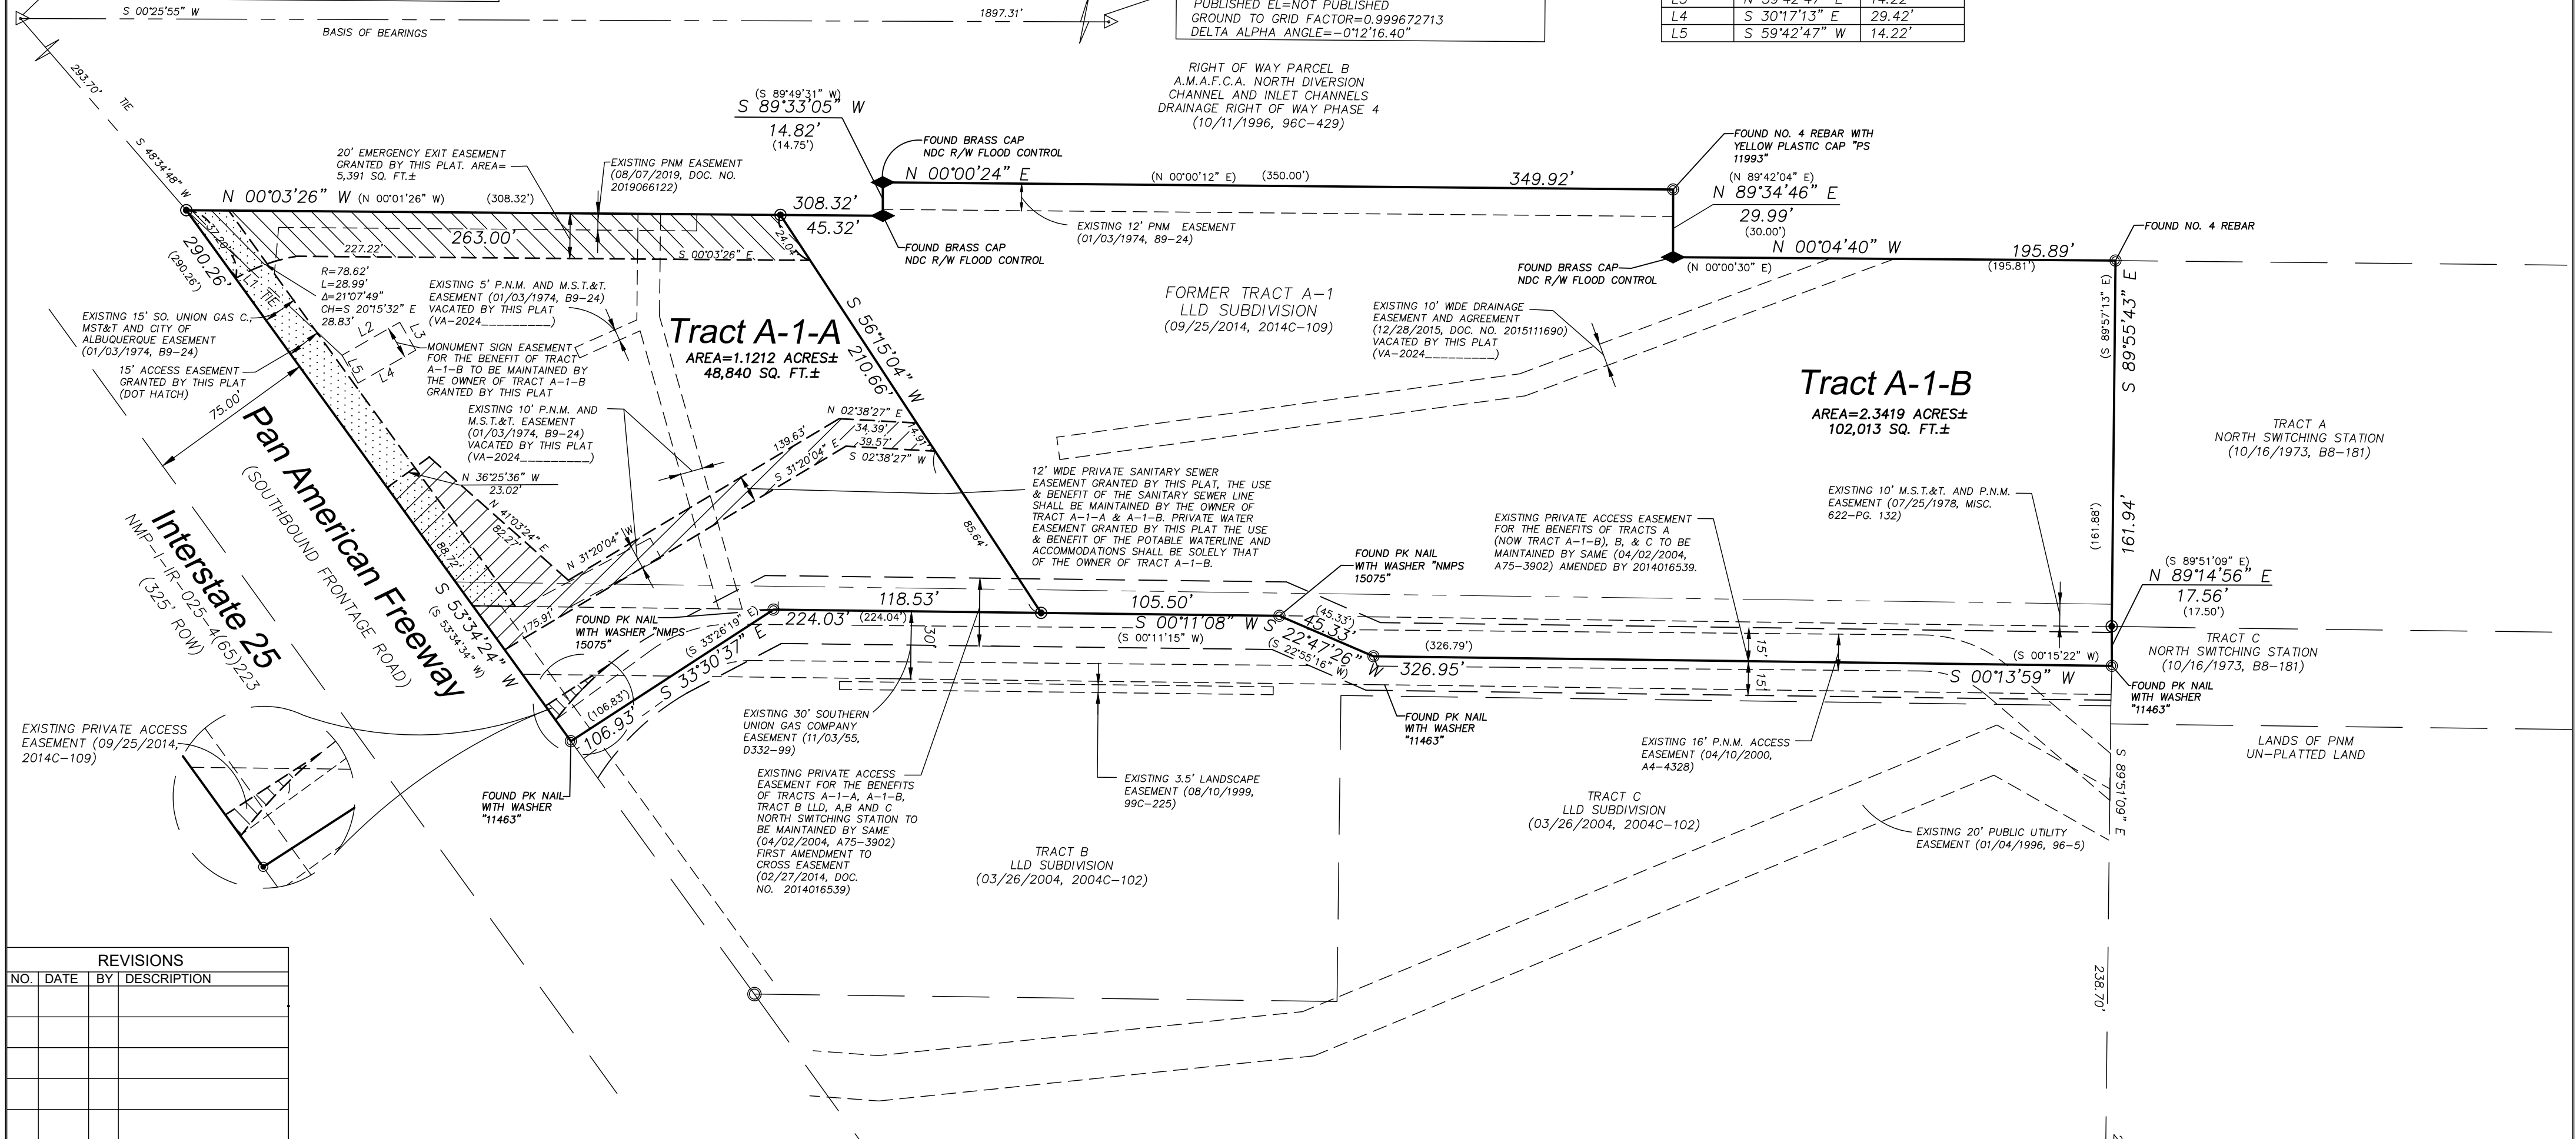 S 00°25'55" W
1897.31'
BASIS OF BEARINGS
PUBLISHED EL=NOT PUBLISHED
GROUND TO GRID FACTOR=0.999672713
DELTA ALPHA ANGLE=-0°12'16.40"
L4 S 30°17'13" E 29.42'
L5 S 59°42'47" W 14.22'
RIGHT OF WAY PARCEL B
A.M.A.F.C.A. NORTH DIVERSION
CHANNEL AND INLET CHANNELS
DRAINAGE RIGHT OF WAY PHASE 4
(10/11/1996, 96C-429)
293.70' TIE S 48°34'48" W
(S 89°49'31" W)
S 89°33'05" W
14.82'
(14.75')
FOUND BRASS CAP
NDC R/W FLOOD CONTROL
FOUND NO. 4 REBAR WITH
YELLOW PLASTIC CAP "PS
11993"
20' EMERGENCY EXIT EASEMENT
GRANTED BY THIS PLAT. AREA=
5,391 SQ. FT.±
EXISTING PNM EASEMENT
(08/07/2019, DOC. NO.
2019066122)
N 00°00'24" E (N 00°00'12" E) (350.00') 349.92'
(N 89°42'04" E)
N 89°34'46" E
29.99'
(30.00')
N 00°03'26" W (N 00°01'26" W) (308.32') 308.32'
263.00'
45.32'
24.04'
37.20'
227.22'
S 00°03'26" E
290.26'
(290.26')
L1 TIE
EXISTING 12' PNM EASEMENT
(01/03/1974, 89-24)
FOUND BRASS CAP
NDC R/W FLOOD CONTROL
FOUND BRASS CAP
NDC R/W FLOOD CONTROL
N 00°04'40" W 195.89'
(N 00°00'30" E) (195.81')
FOUND NO. 4 REBAR
R=78.62'
L=28.99'
Δ=21°07'49"
CH=S 20°15'32" E
28.83'
EXISTING 5' P.N.M. AND M.S.T.&T.
EASEMENT (01/03/1974, B9-24)
VACATED BY THIS PLAT
(VA-2024_________)
EXISTING 15' SO. UNION GAS C.,
MST&T AND CITY OF
ALBUQUERQUE EASEMENT
(01/03/1974, B9-24)
L2
L3
L5
L4
MONUMENT SIGN EASEMENT
FOR THE BENEFIT OF TRACT
A-1-B TO BE MAINTAINED BY
THE OWNER OF TRACT A-1-B
GRANTED BY THIS PLAT
15' ACCESS EASEMENT
GRANTED BY THIS PLAT
(DOT HATCH)
75.00'
Tract A-1-A
AREA=1.1212 ACRES±
48,840 SQ. FT.±
S 56°15'04" W
210.66'
FORMER TRACT A-1
LLD SUBDIVISION
(09/25/2014, 2014C-109)
EXISTING 10' WIDE DRAINAGE
EASEMENT AND AGREEMENT
(12/28/2015, DOC. NO. 2015111690)
VACATED BY THIS PLAT
(VA-2024_________)
Tract A-1-B
AREA=2.3419 ACRES±
102,013 SQ. FT.±
S 89°55'43" E
(S 89°57'13" E)
161.94'
(161.88')
TRACT A
NORTH SWITCHING STATION
(10/16/1973, B8-181)
EXISTING 10' P.N.M. AND
M.S.T.&T. EASEMENT
(01/03/1974, B9-24)
VACATED BY THIS PLAT
(VA-2024_________)
N 02°38'27" E
34.39'
39.57'
S 02°38'27" W
139.63'
S 31°20'04" E
85.64'
12' WIDE PRIVATE SANITARY SEWER
EASEMENT GRANTED BY THIS PLAT, THE USE
& BENEFIT OF THE SANITARY SEWER LINE
SHALL BE MAINTAINED BY THE OWNER OF
TRACT A-1-A & A-1-B. PRIVATE WATER
EASEMENT GRANTED BY THIS PLAT THE USE
& BENEFIT OF THE POTABLE WATERLINE AND
ACCOMMODATIONS SHALL BE SOLELY THAT
OF THE OWNER OF TRACT A-1-B.
Pan American Freeway
(SOUTHBOUND FRONTAGE ROAD)
Interstate 25
NMP-I-IR-025-4(65)223
(325' ROW)
N 36°25'36" W
23.02'
N 41°03'24" E
82.27'
88.72'
N 31°20'04" W
175.91'
S 53°34'24" W
(S 53°34'34" W)
EXISTING PRIVATE ACCESS EASEMENT
FOR THE BENEFITS OF TRACTS A
(NOW TRACT A-1-B), B, & C TO BE
MAINTAINED BY SAME (04/02/2004,
A75-3902) AMENDED BY 2014016539.
EXISTING 10' M.S.T.&T. AND P.N.M.
EASEMENT (07/25/1978, MISC.
622-PG. 132)
FOUND PK NAIL
WITH WASHER "NMPS
15075"
(S 89°51'09" E)
N 89°14'56" E
17.56'
(17.50')
FOUND PK NAIL
WITH WASHER "NMPS
15075"
118.53'
105.50'
224.03' (224.04')
S 00°11'08" W
(S 00°11'15" W)
(45.33')
45.33'
S 22°47'26" W
(S 22°55'16" W)
(326.79')
326.95'
15'
15'
(S 00°15'22" W)
S 00°13'59" W
30'
(S 33°26'19" E)
S 33°30'37" E
(106.83')
106.93'
TRACT C
NORTH SWITCHING STATION
(10/16/1973, B8-181)
FOUND PK NAIL
WITH WASHER
"11463"
EXISTING PRIVATE ACCESS
EASEMENT (09/25/2014,
2014C-109)
FOUND PK NAIL
WITH WASHER
"11463"
EXISTING 30' SOUTHERN
UNION GAS COMPANY
EASEMENT (11/03/55,
D332-99)
FOUND PK NAIL
WITH WASHER
"11463"
EXISTING 16' P.N.M. ACCESS
EASEMENT (04/10/2000,
A4-4328)
LANDS OF PNM
UN-PLATTED LAND
EXISTING PRIVATE ACCESS
EASEMENT FOR THE BENEFITS
OF TRACTS A-1-A, A-1-B,
TRACT B LLD, A,B AND C
NORTH SWITCHING STATION TO
BE MAINTAINED BY SAME
(04/02/2004, A75-3902)
FIRST AMENDMENT TO
CROSS EASEMENT
(02/27/2014, DOC.
NO. 2014016539)
EXISTING 3.5' LANDSCAPE
EASEMENT (08/10/1999,
99C-225)
TRACT B
LLD SUBDIVISION
(03/26/2004, 2004C-102)
TRACT C
LLD SUBDIVISION
(03/26/2004, 2004C-102)
EXISTING 20' PUBLIC UTILITY
EASEMENT (01/04/1996, 96-5)
S 89°51'09" E
238.70'
REVISIONS
NO. DATE BY DESCRIPTION